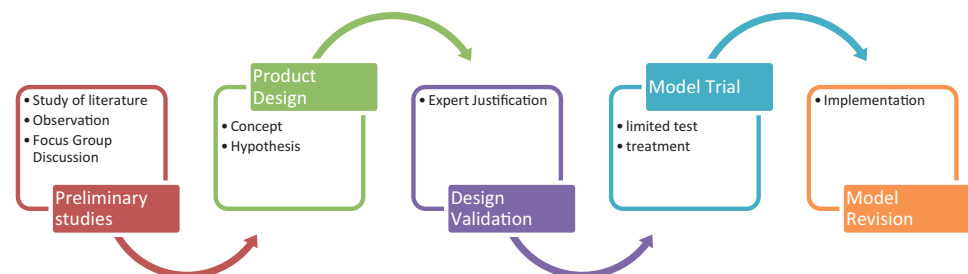 • Study of literature
• Observation
• Focus Group
Discussion
Preliminary
studies
Product
Design
• Concept
• Hypothesis
• Expert Justification
Design
Validation
Model Trial
• limited test
• treatment
• Implementation
Model
Revision